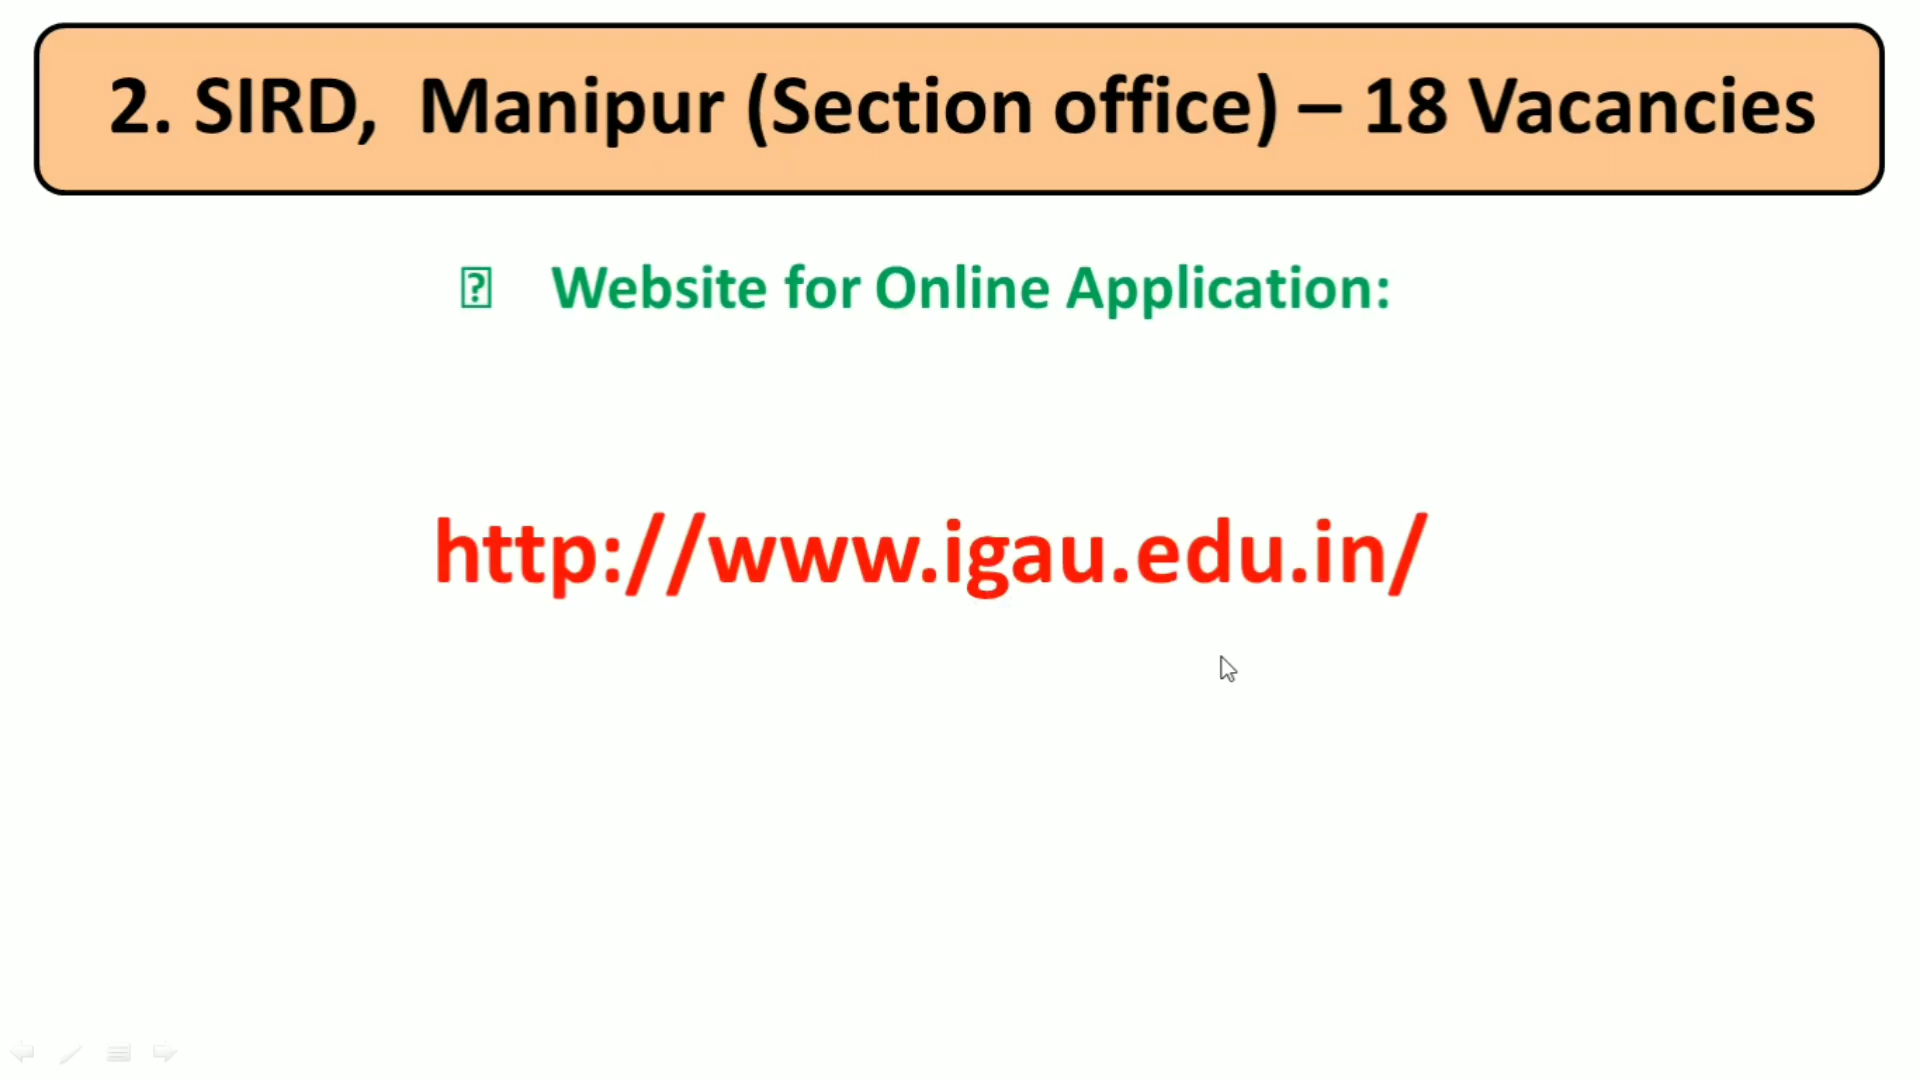 2. SIRD, Manipur (Section office) – 18 Vacancies
Website for Online Application:
http://www.igau.edu.in/